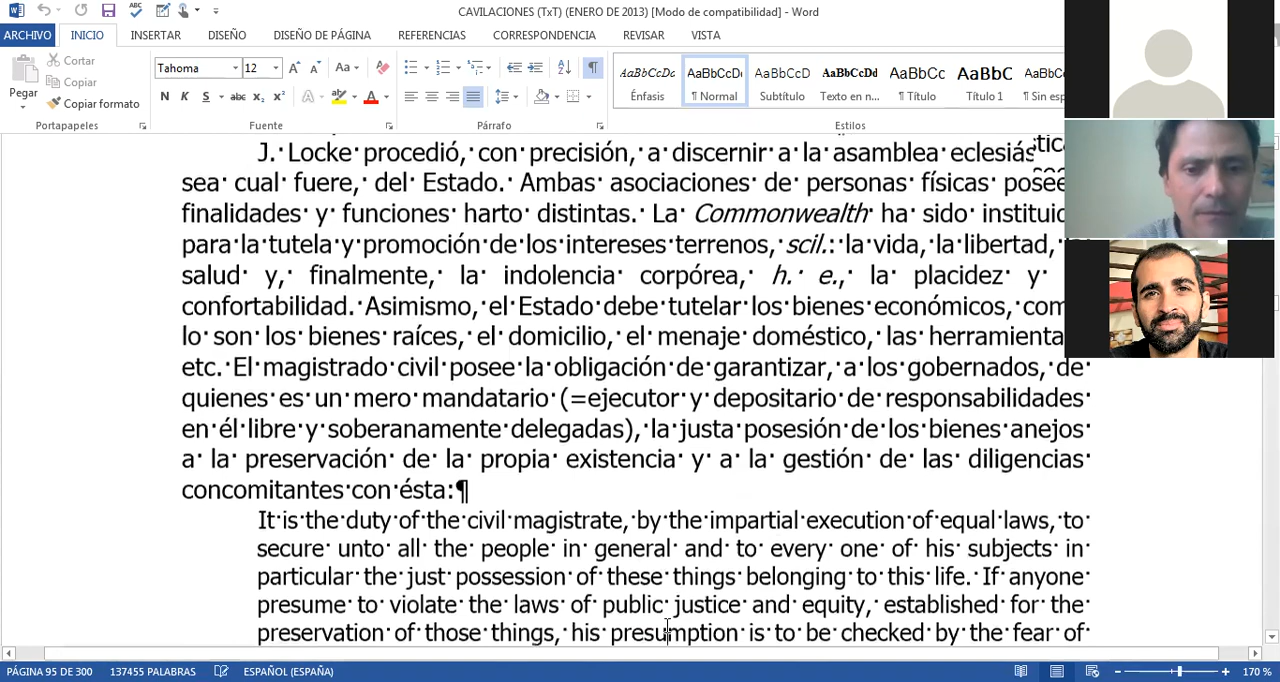 CAVILACIONES (TxT) (ENERO DE 2013) [Modo de compatibilidad] - Word
ARCHIVO INICIO INSERTAR DISEÑO DISEÑO DE PÁGINA REFERENCIAS CORRESPONDENCIA REVISAR VISTA
Pegar
Cortar
Copiar
Copiar formato
Portapapeles
Tahoma 12
Aa
N K S abc x₂ x² A ab A
Fuente
Párrafo
AaBbCcDc AaBbCcDc AaBbCcD AaBbCcDd AaBbCc AaBbC AaBbCc
Énfasis ¶ Normal Subtítulo Texto en n... ¶ Título Título 1 ¶ Sin esp
Estilos
J. Locke procedió, con precisión, a discernir a la asamblea eclesiás
sea cual fuere, del Estado. Ambas asociaciones de personas físicas posee
finalidades y funciones harto distintas. La Commonwealth ha sido instituid
para la tutela y promoción de los intereses terrenos, scil.: la vida, la libertad,
salud y, finalmente, la indolencia corpórea, h. e., la placidez y
confortabilidad. Asimismo, el Estado debe tutelar los bienes económicos, com
lo son los bienes raíces, el domicilio, el menaje doméstico, las herramienta
etc. El magistrado civil posee la obligación de garantizar, a los gobernados, de
quienes es un mero mandatario (=ejecutor y depositario de responsabilidades
en él libre y soberanamente delegadas), la justa posesión de los bienes anejos
a la preservación de la propia existencia y a la gestión de las diligencias
concomitantes con ésta:¶
It is the duty of the civil magistrate, by the impartial execution of equal laws, to
secure unto all the people in general and to every one of his subjects in
particular the just possession of these things belonging to this life. If anyone
presume to violate the laws of public justice and equity, established for the
preservation of those things, his presumption is to be checked by the fear of
PÁGINA 95 DE 300 137455 PALABRAS ESPAÑOL (ESPAÑA) 170 %